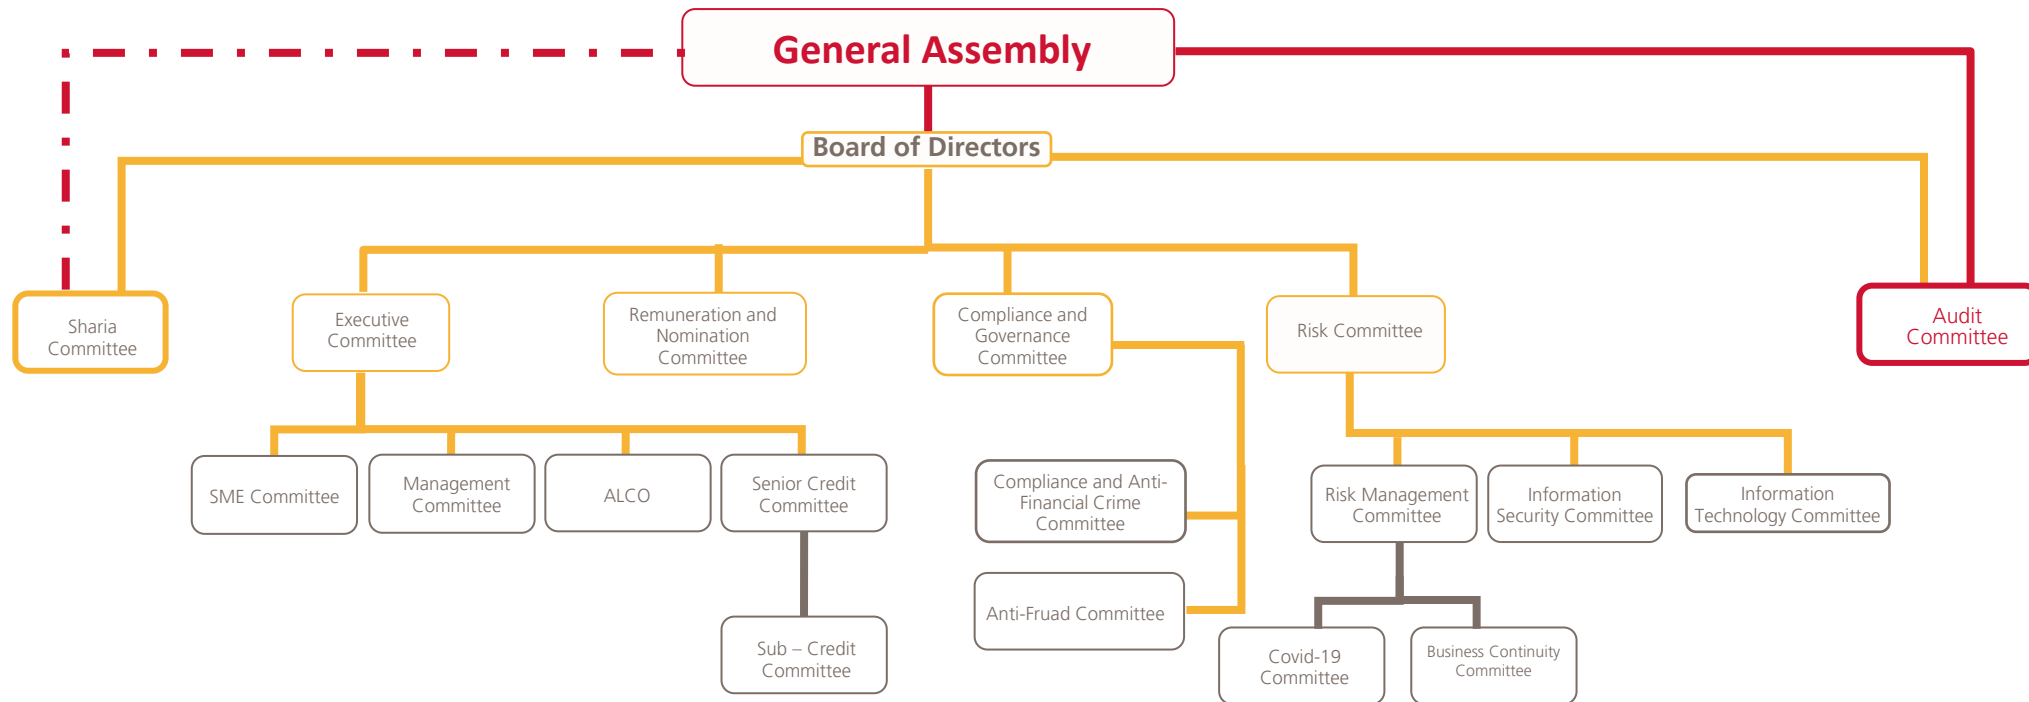 General Assembly
Board of Directors
Sharia
Committee
Executive
Committee
Remuneration and
Nomination
Committee
Compliance and
Governance
Committee
Risk Committee
Audit
Committee
SME Committee
Management
Committee
ALCO
Senior Credit
Committee
Compliance and Anti-
Financial Crime
Committee
Risk Management
Committee
Information
Security Committee
Information
Technology Committee
Anti-Fruad Committee
Sub – Credit
Committee
Covid-19
Committee
Business Continuity
Committee